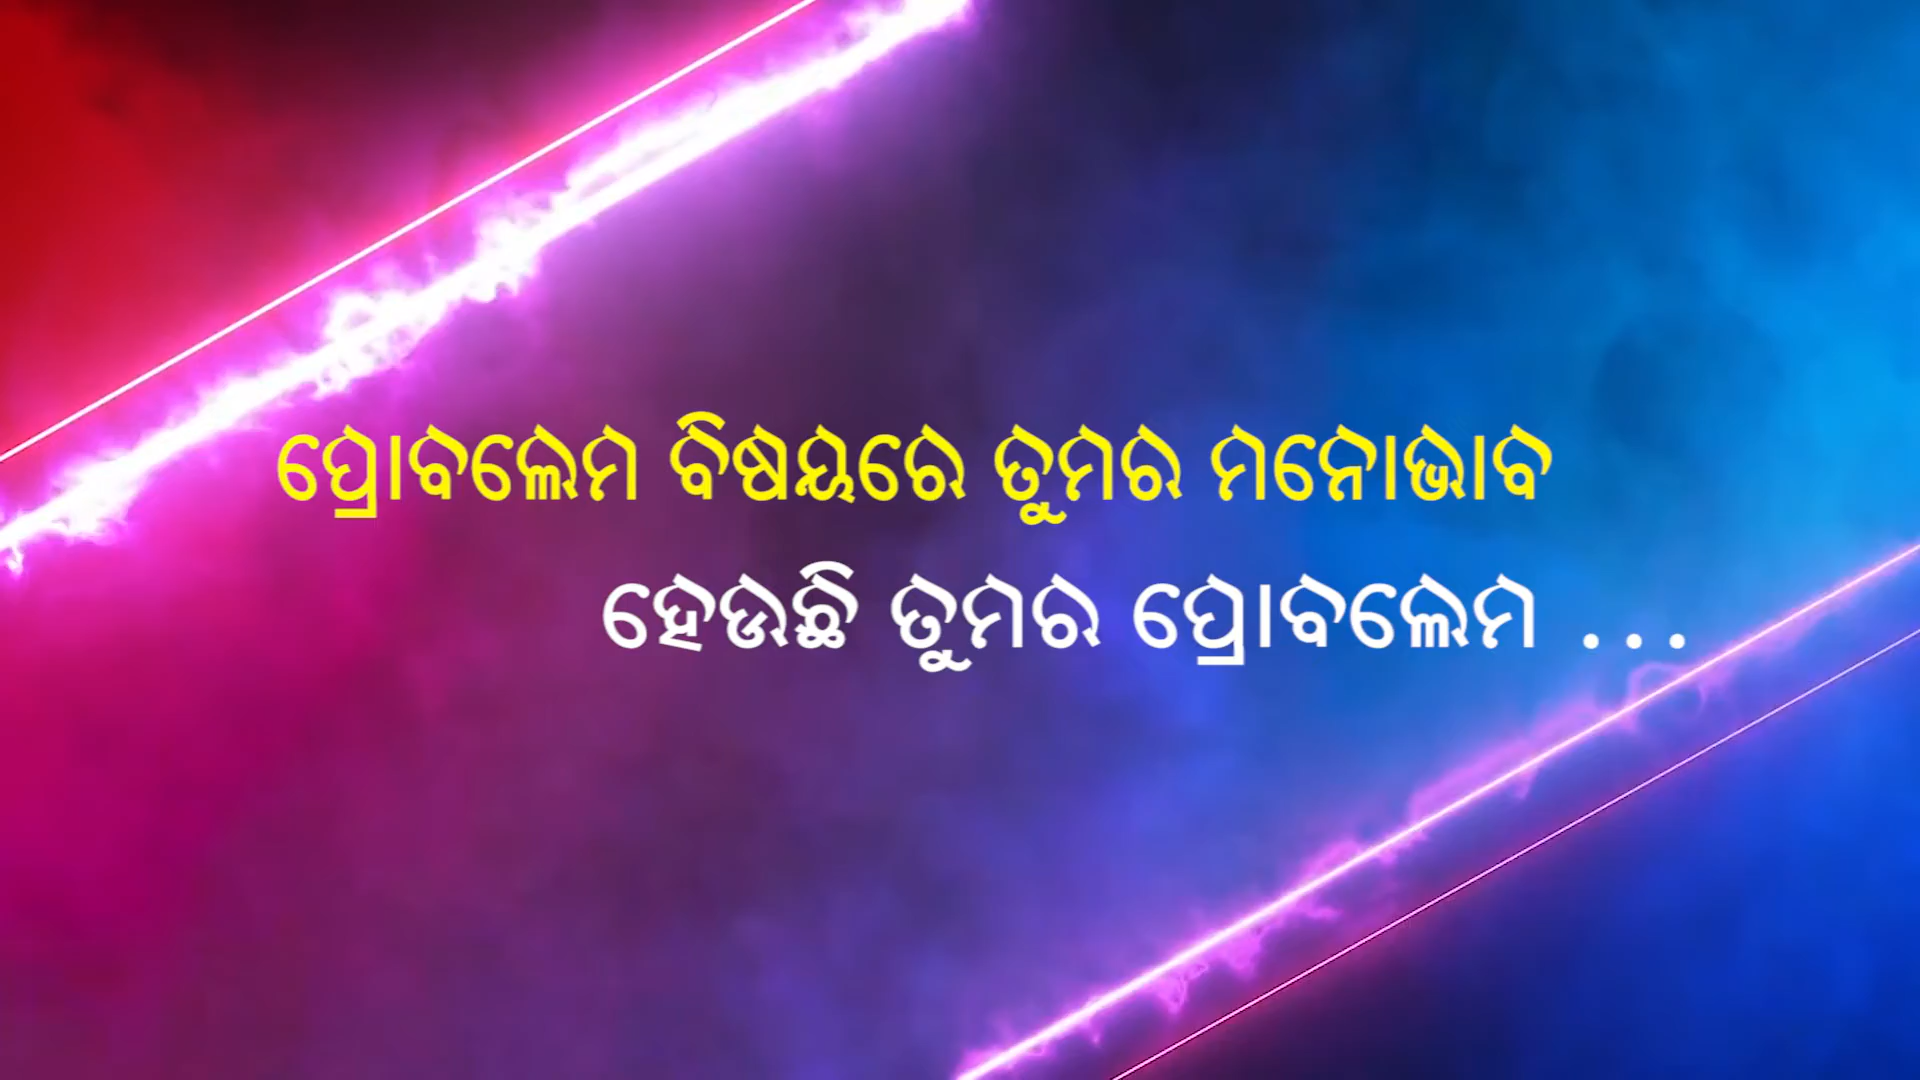 ପ୍ରୋବଲେମ ବିଷୟରେ ତୁମର ମନୋଭାବ
ହେଉଛି ତୁମର ପ୍ରୋବଲେମ ...